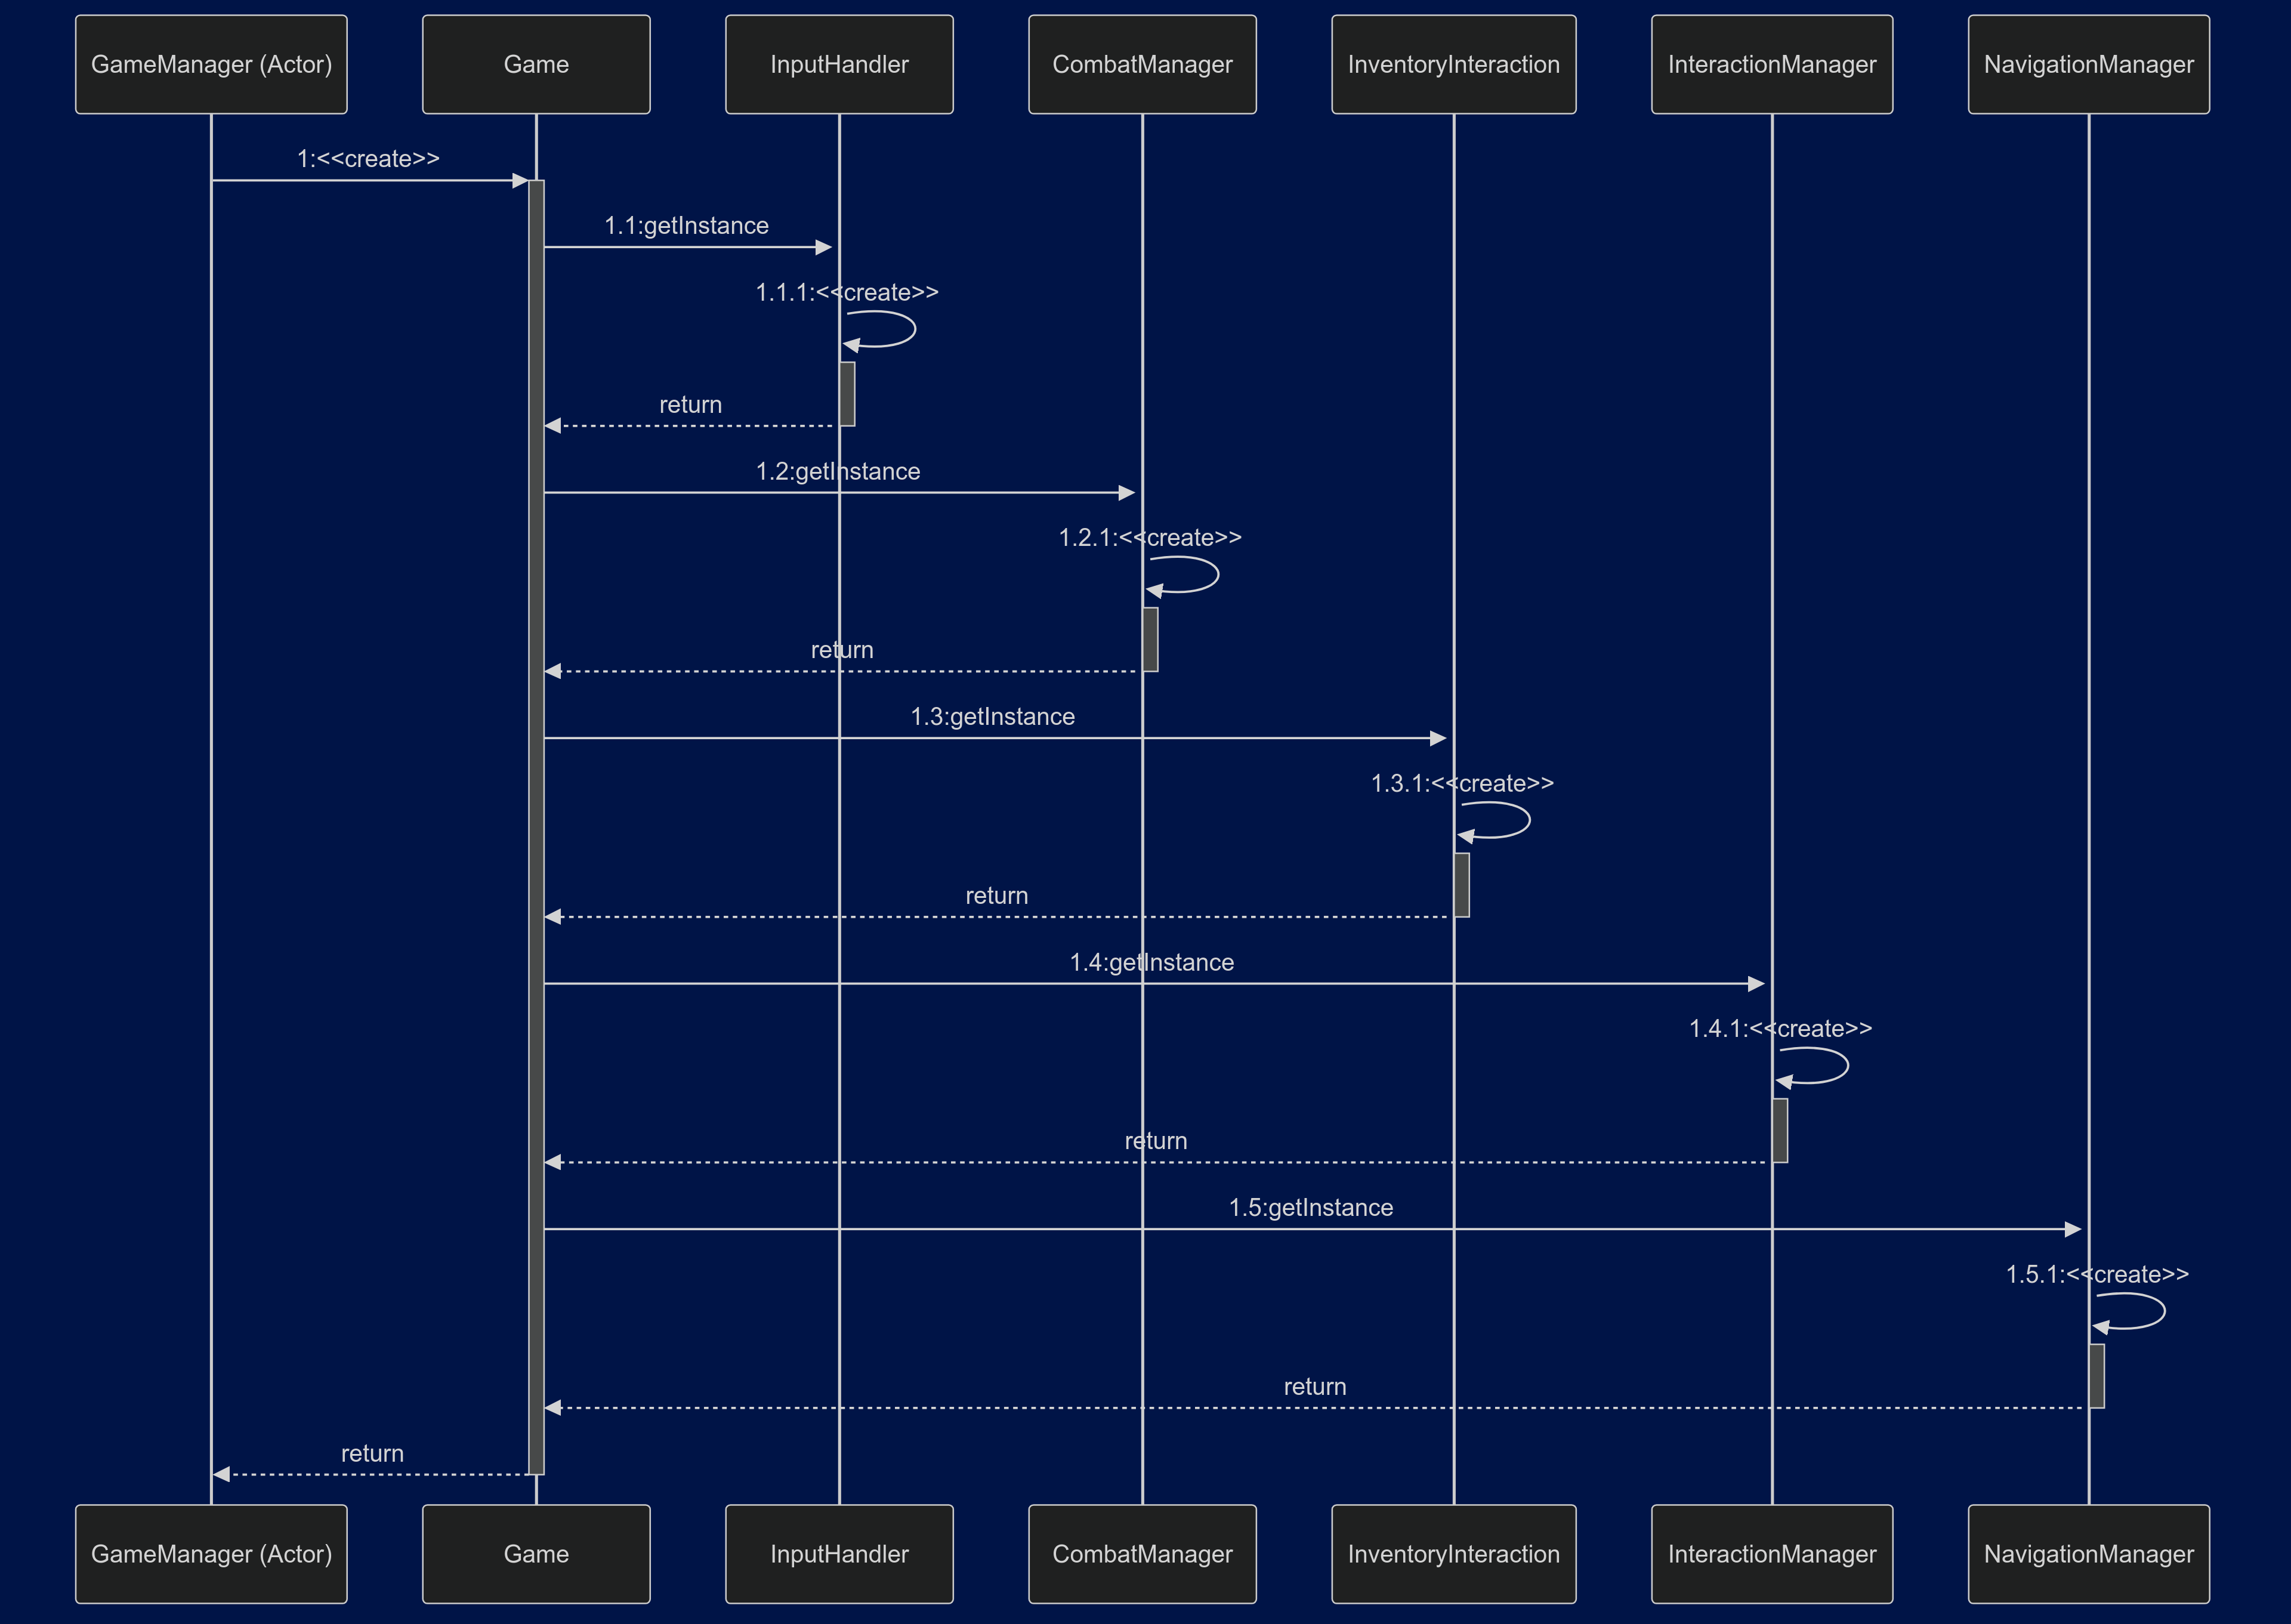 GameManager (Actor)
Game
InputHandler
CombatManager
InventoryInteraction
InteractionManager
NavigationManager
1:<<create>>
1.1:getInstance
1.1.1:<<create>>
return
1.2:getInstance
1.2.1:<<create>>
return
1.3:getInstance
1.3.1:<<create>>
return
1.4:getInstance
1.4.1:<<create>>
return
1.5:getInstance
1.5.1:<<create>>
return
return
GameManager (Actor)
Game
InputHandler
CombatManager
InventoryInteraction
InteractionManager
NavigationManager